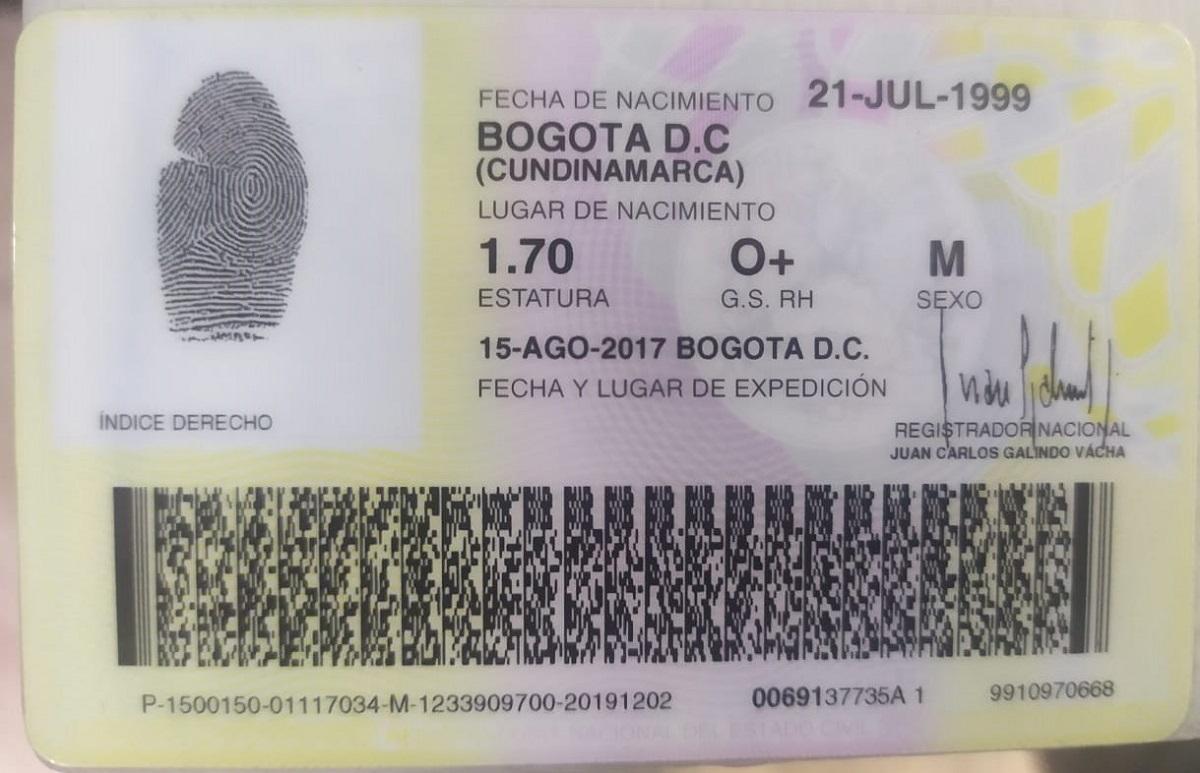 FECHA DE NACIMIENTO 21-JUL-1999
BOGOTA D.C
(CUNDINAMARCA)
LUGAR DE NACIMIENTO
1.70 O+ M
ESTATURA G.S. RH SEXO
15-AGO-2017 BOGOTA D.C.
FECHA Y LUGAR DE EXPEDICIÓN
ÍNDICE DERECHO
REGISTRADOR NACIONAL
JUAN CARLOS GALINDO VÁCHA
P-1500150-01117034-M-1233909700-20191202 0069137735A 1 9910970668
NACIONAL DEL ESTADO CIVIL